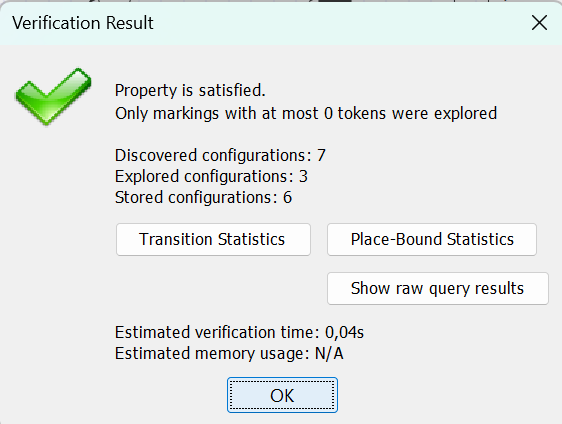 Verification Result
Property is satisfied.
Only markings with at most 0 tokens were explored
Discovered configurations: 7
Explored configurations: 3
Stored configurations: 6
Transition Statistics
Place-Bound Statistics
Show raw query results
Estimated verification time: 0,04s
Estimated memory usage: N/A
OK